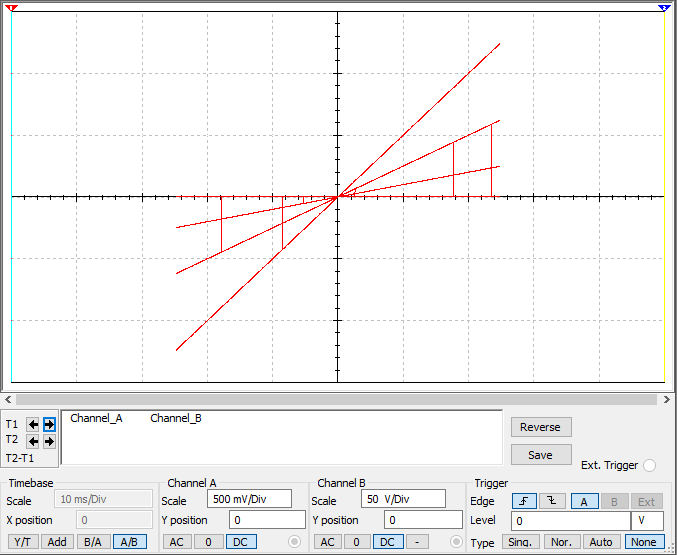 1 2
T1 Channel_A Channel_B Reverse
T2
T2-T1 Save
Ext. Trigger
Timebase Channel A Channel B Trigger
Scale 10 ms/Div Scale 500 mV/Div Scale 50 V/Div Edge A B Ext
X position 0 Y position 0 Y position 0 Level 0 V
Y/T Add B/A A/B AC 0 DC AC 0 DC - Type Sing. Nor. Auto None